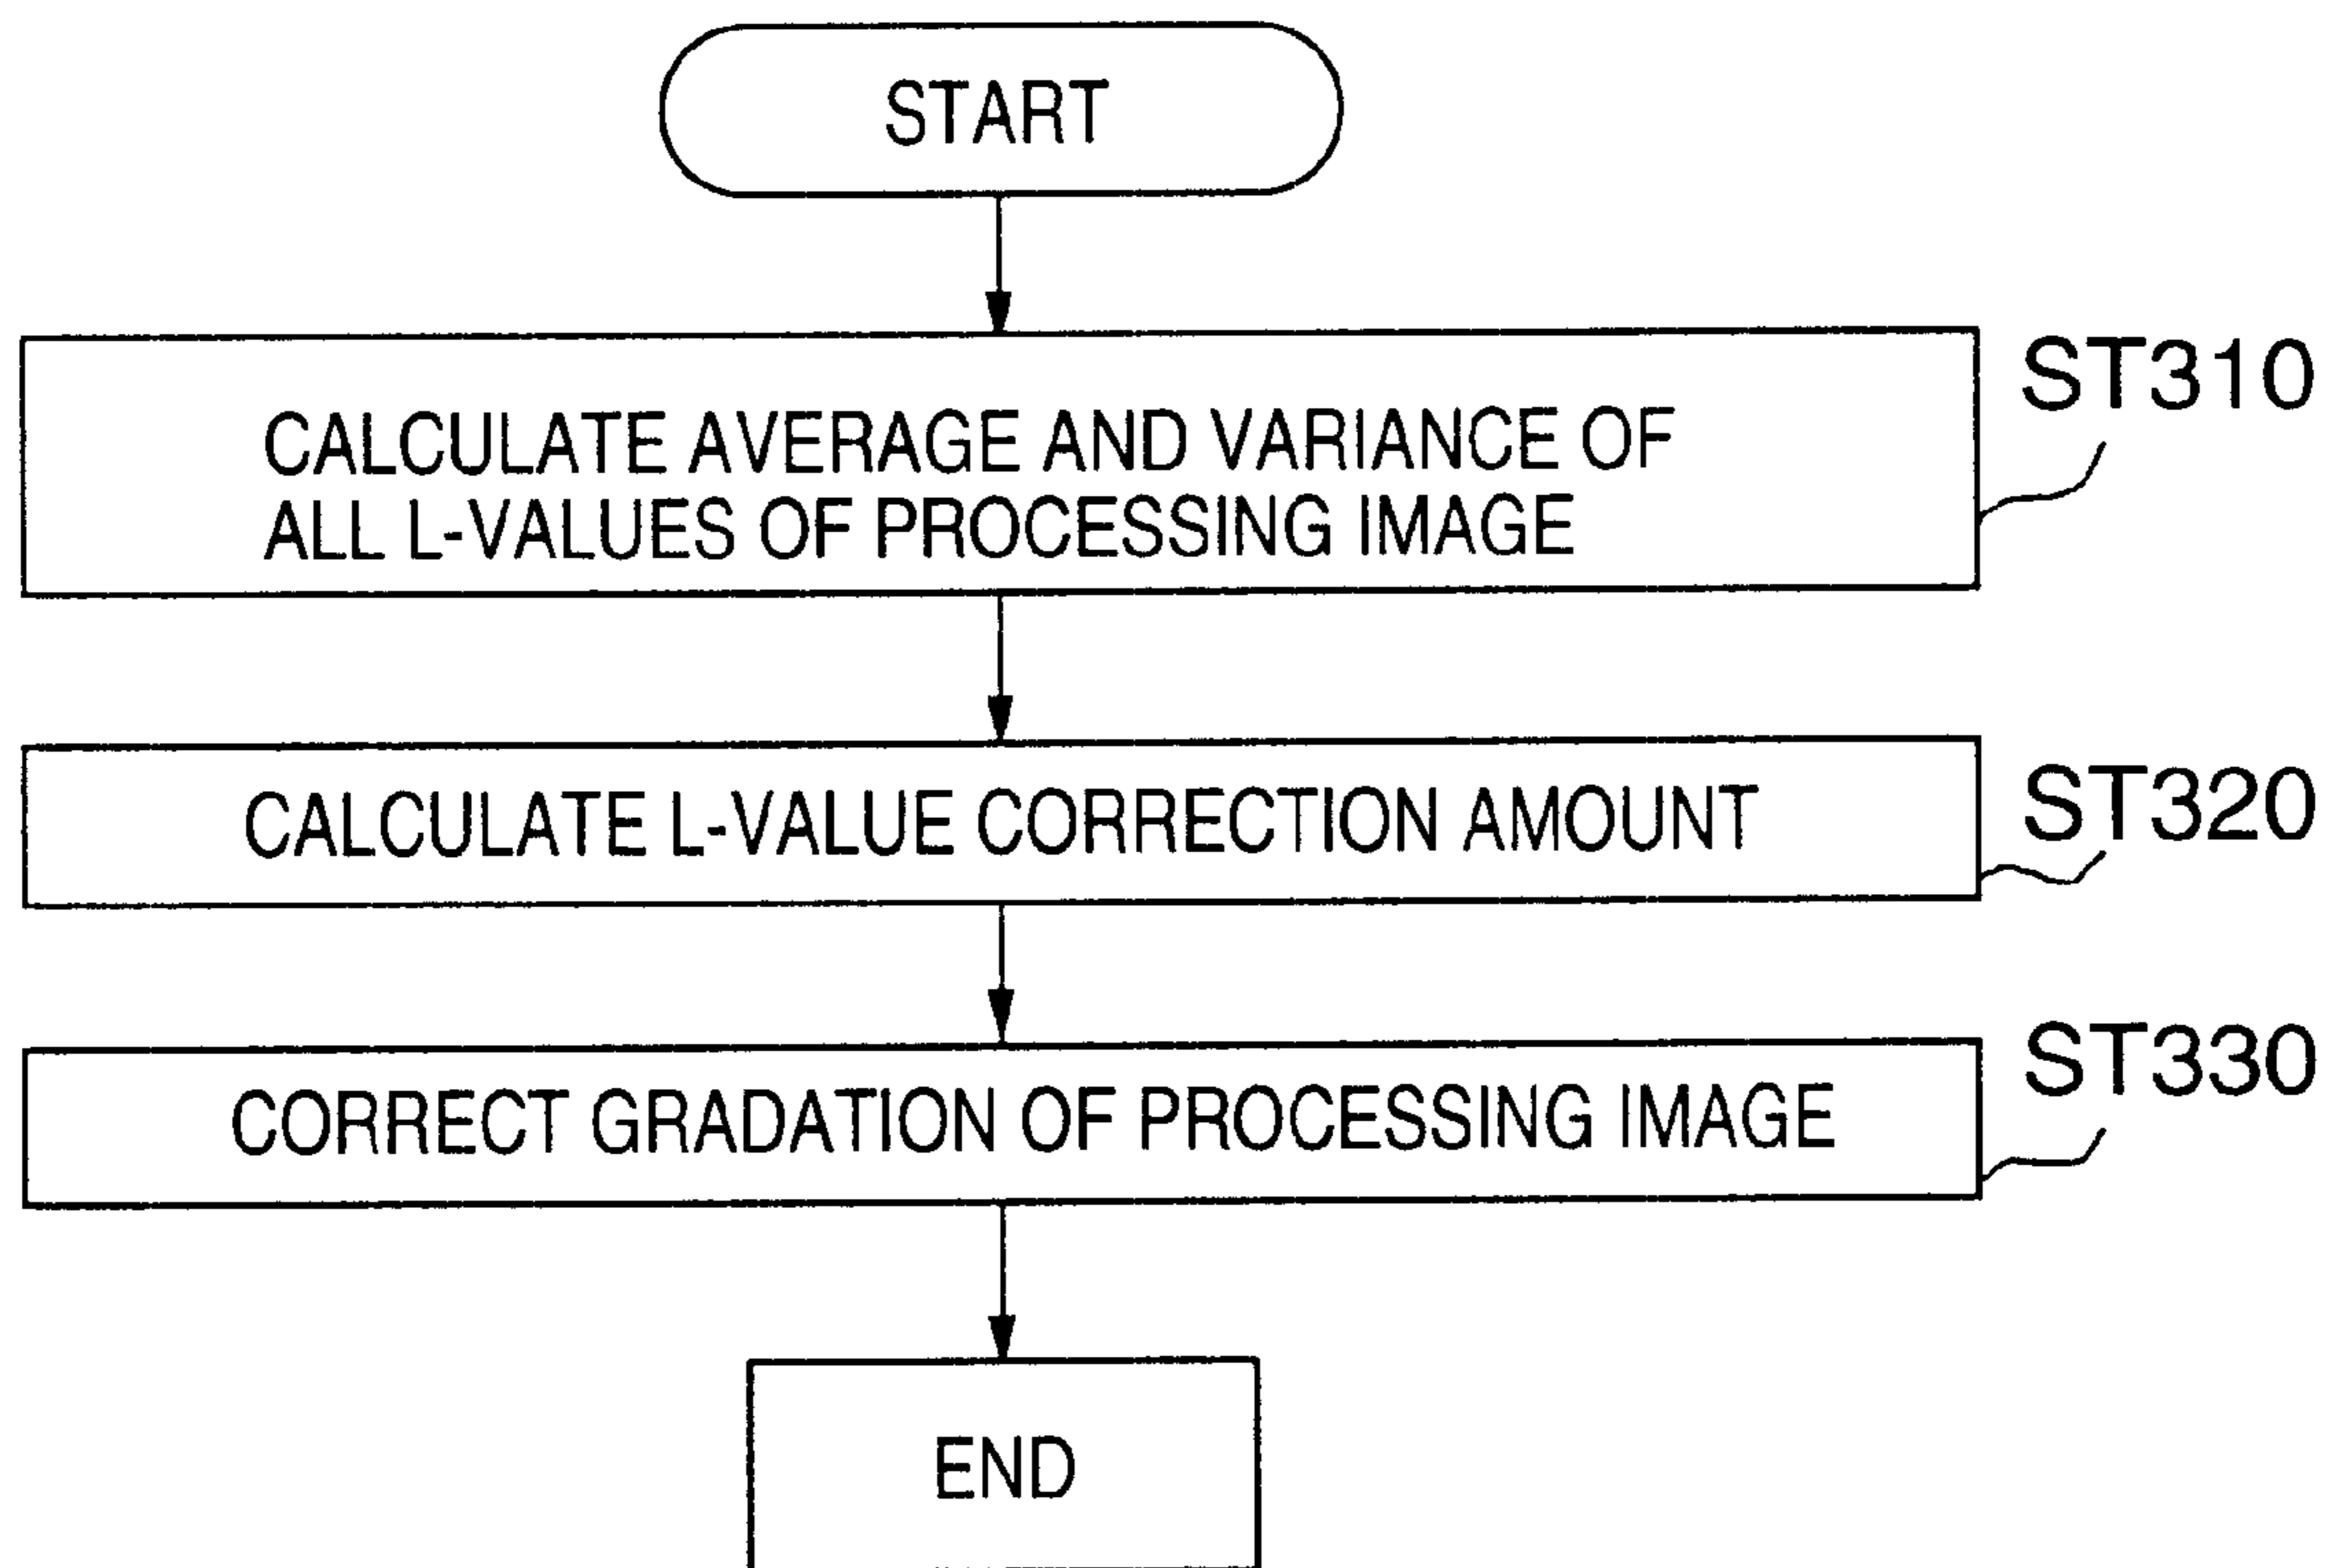 START
CALCULATE AVERAGE AND VARIANCE OF
ALL L-VALUES OF PROCESSING IMAGE
ST310
CALCULATE L-VALUE CORRECTION AMOUNT
ST320
CORRECT GRADATION OF PROCESSING IMAGE
ST330
END